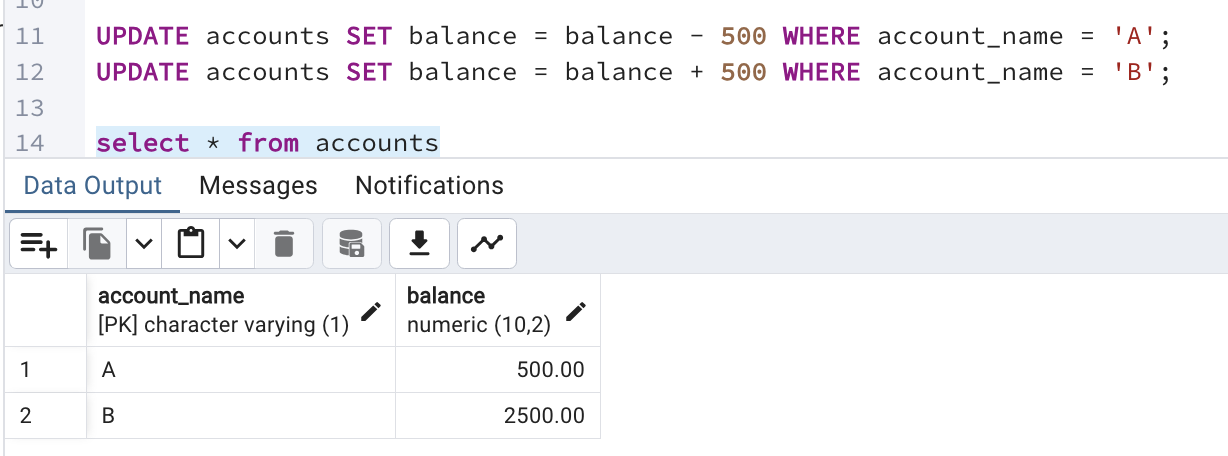 10
11 UPDATE accounts SET balance = balance - 500 WHERE account_name = 'A';
12 UPDATE accounts SET balance = balance + 500 WHERE account_name = 'B';
13
14 select * from accounts
Data Output Messages Notifications
account_name balance
[PK] character varying (1) numeric (10,2)
1 A 500.00
2 B 2500.00